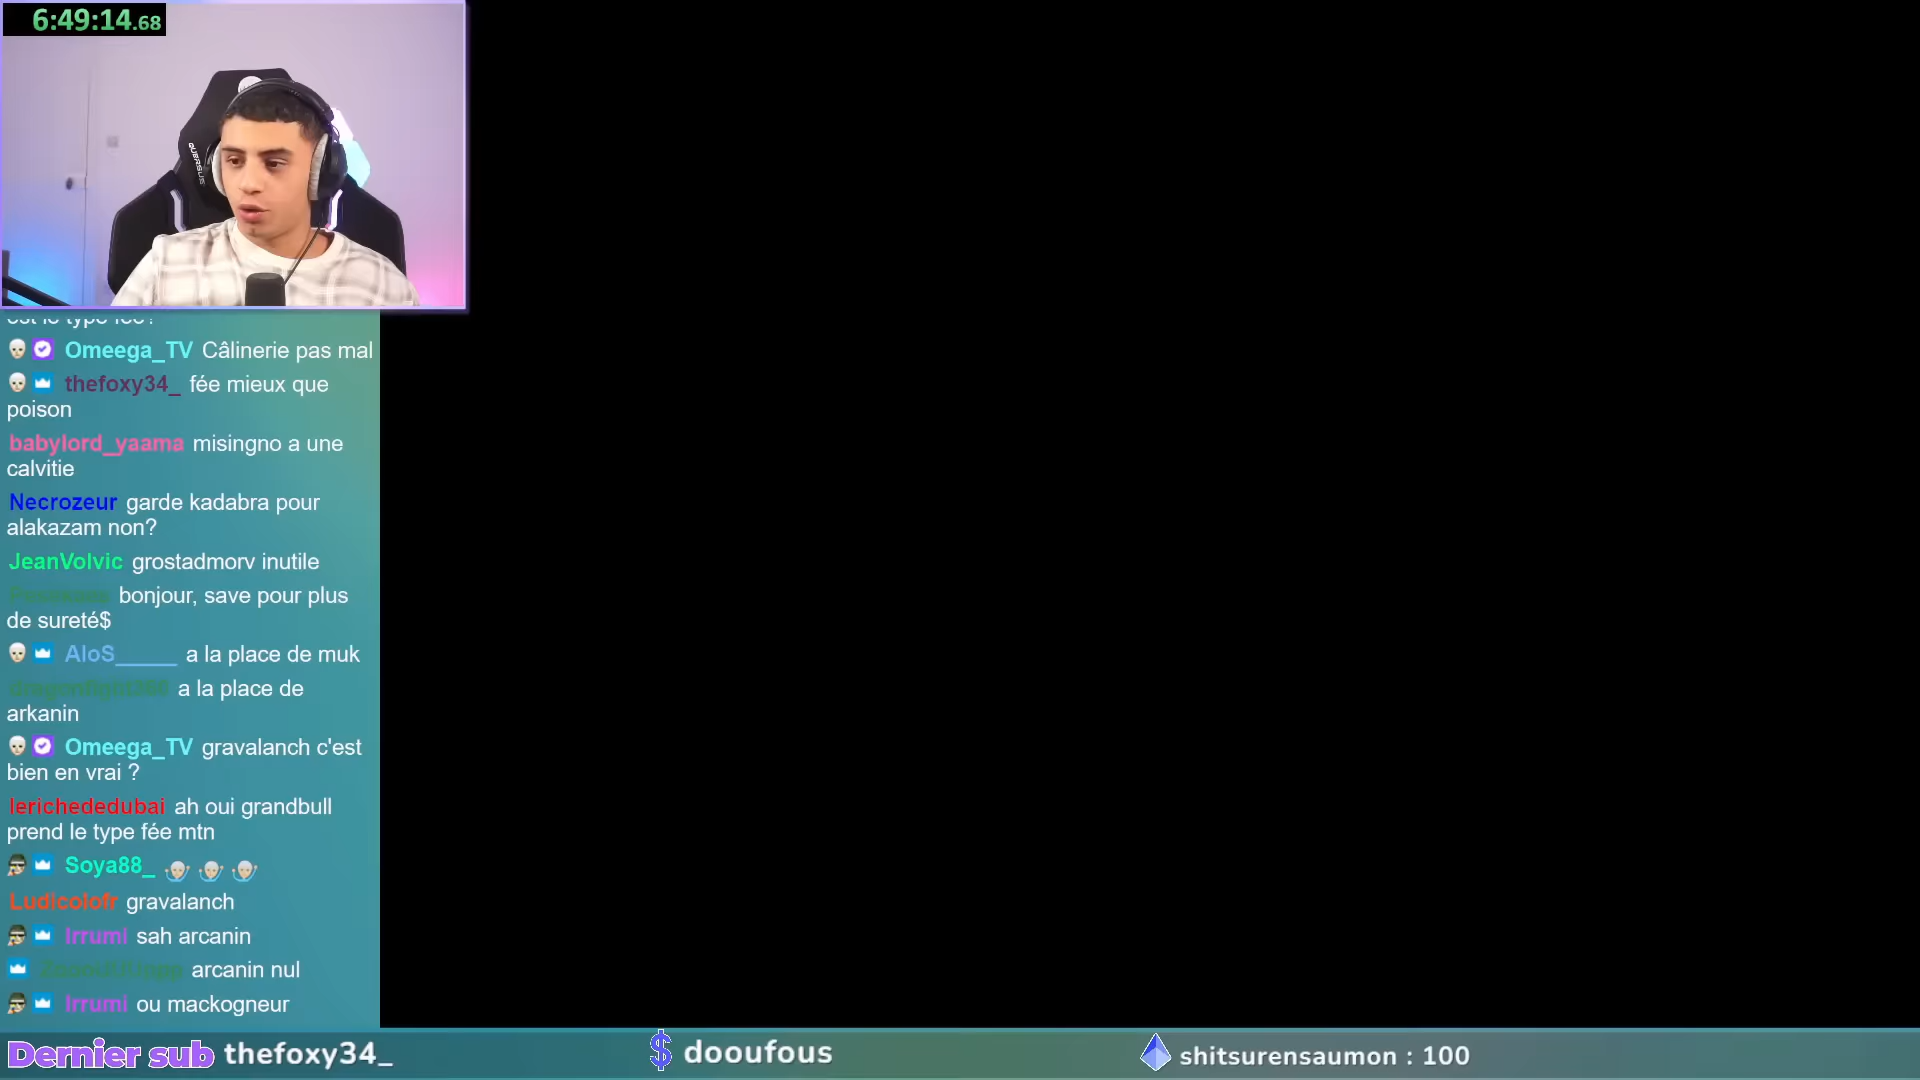 6:49:14.68
QUERSUS
Omeega_TV Câlinerie pas mal
thefoxy34_ fée mieux que
poison
babylord_yaama misingno a une
calvitie
Necrozeur garde kadabra pour
alakazam non?
JeanVolvic grostadmorv inutile
bonjour, save pour plus
de sureté$
AloS_____ a la place de muk
a la place de
arkanin
Omeega_TV gravalanch c'est
bien en vrai ?
lerichededubai ah oui grandbull
prend le type fée mtn
Soya88_
Ludicolofr gravalanch
Irrumi sah arcanin
arcanin nul
Irrumi ou mackogneur
Dernier sub thefoxy34_
$ dooufous
shitsurensaumon : 100